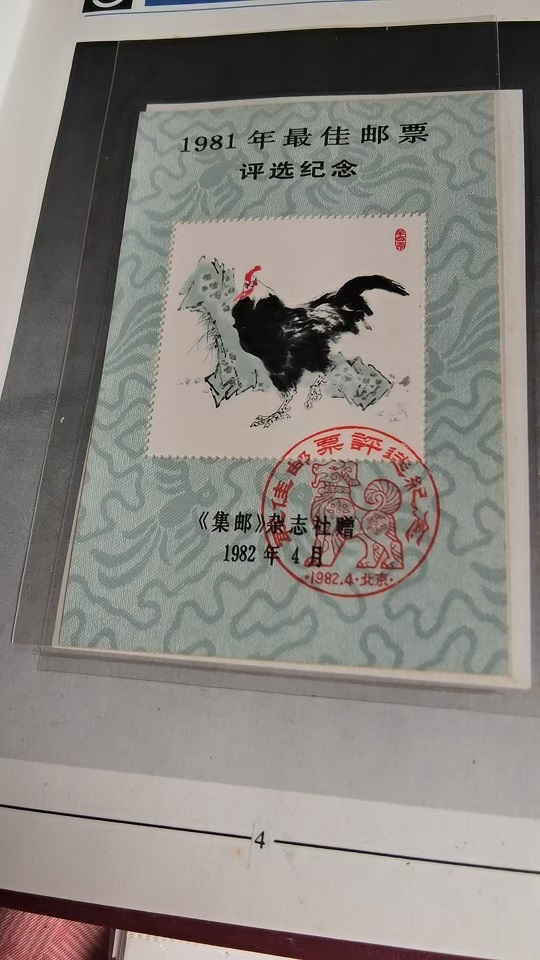 1981年最佳邮票
评选纪念
最佳邮票評选纪念
《集邮》杂志社赠
1982年4月
·1982.4·北京·
4